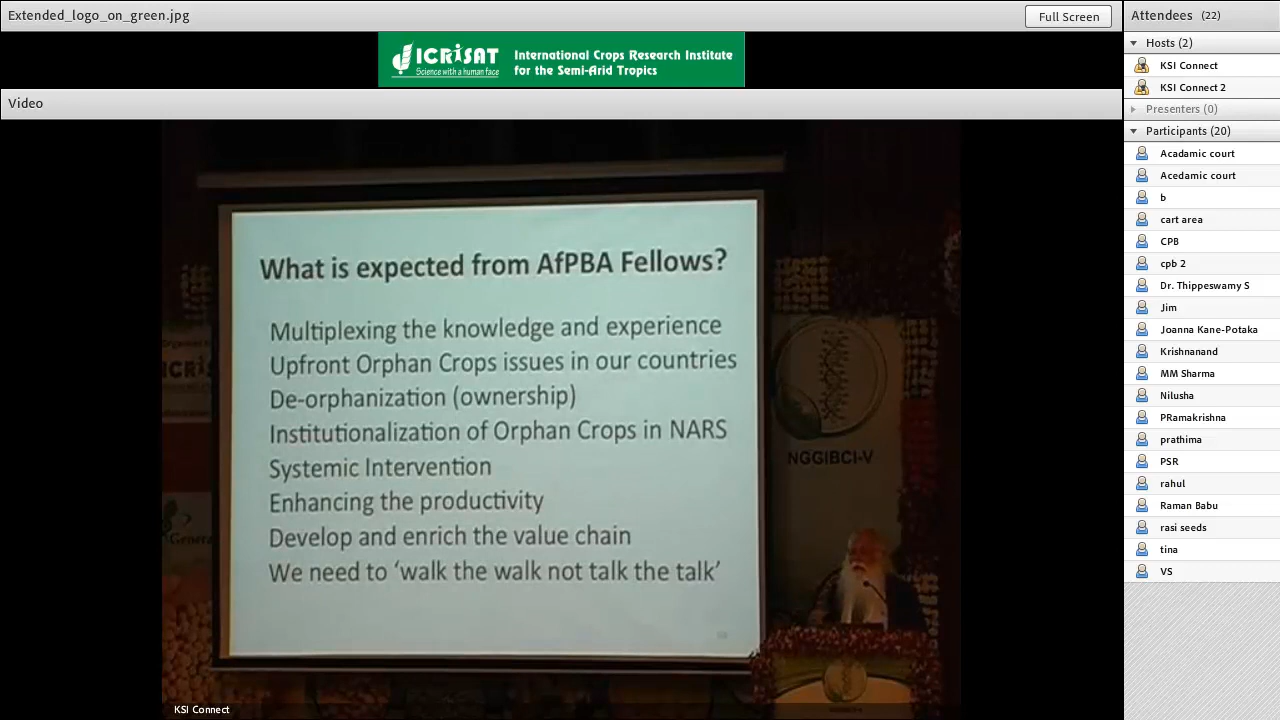 Extended_logo_on_green.jpg
Full Screen
ICRISAT
Science with a human face
International Crops Research Institute
for the Semi-Arid Tropics
Video
What is expected from AfPBA Fellows?
Multiplexing the knowledge and experience
Upfront Orphan Crops issues in our countries
De-orphanization (ownership)
Institutionalization of Orphan Crops in NARS
Systemic Intervention
Enhancing the productivity
Develop and enrich the value chain
We need to ‘walk the walk not talk the talk’
NGGIBCI-V
KSI Connect
Attendees (22)
Hosts (2)
KSI Connect
KSI Connect 2
Presenters (0)
Participants (20)
Acadamic court
Acedamic court
b
cart area
CPB
cpb 2
Dr. Thippeswamy S
Jim
Joanna Kane-Potaka
Krishnanand
MM Sharma
Nilusha
PRamakrishna
prathima
PSR
rahul
Raman Babu
rasi seeds
tina
VS